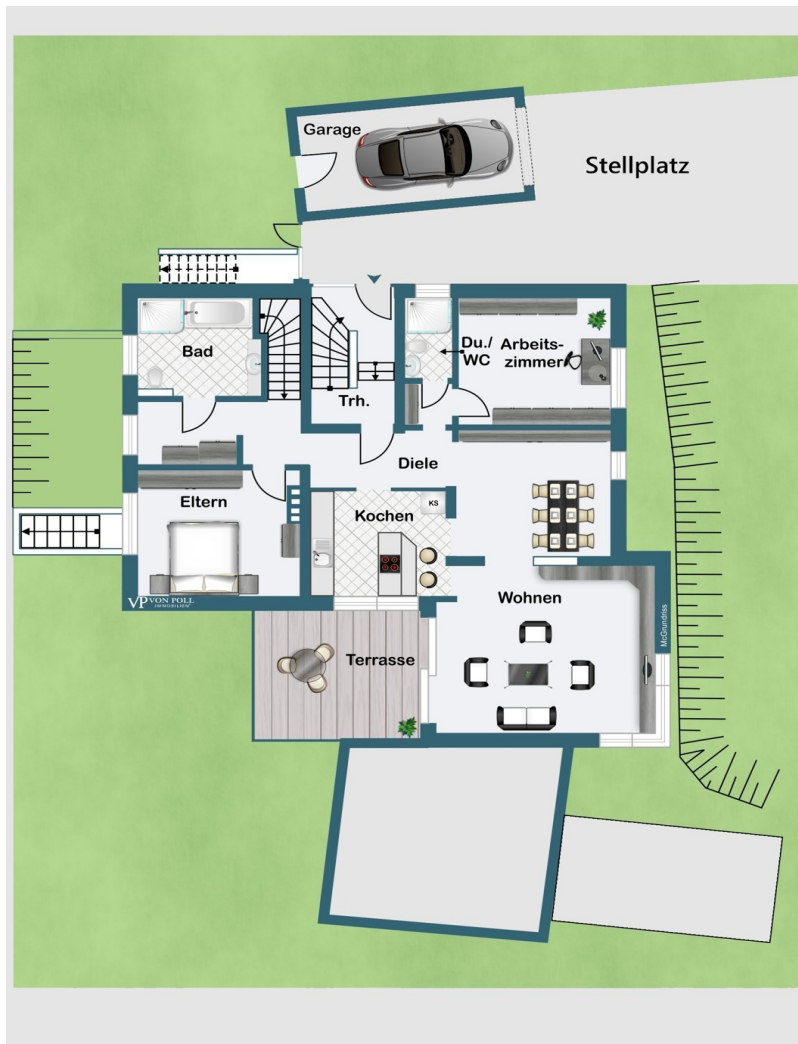 Garage
Stellplatz
Bad
Du./
WC
Arbeits-
zimmer
Trh.
Diele
Eltern
Kochen
KS
VP VON POLL
IMMOBILIEN®
Wohnen
McGrundriss
Terrasse